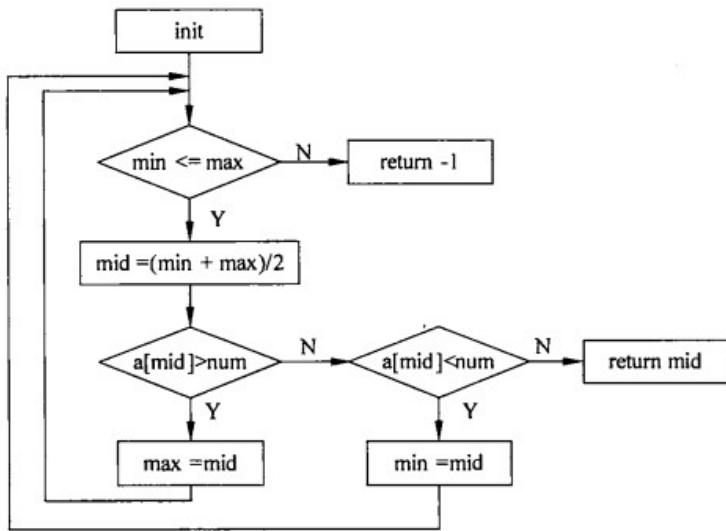 init
min <= max
N
return -1
Y
mid =(min + max)/2
a[mid]>num
N
a[mid]<num
N
return mid
Y
Y
max =mid
min =mid